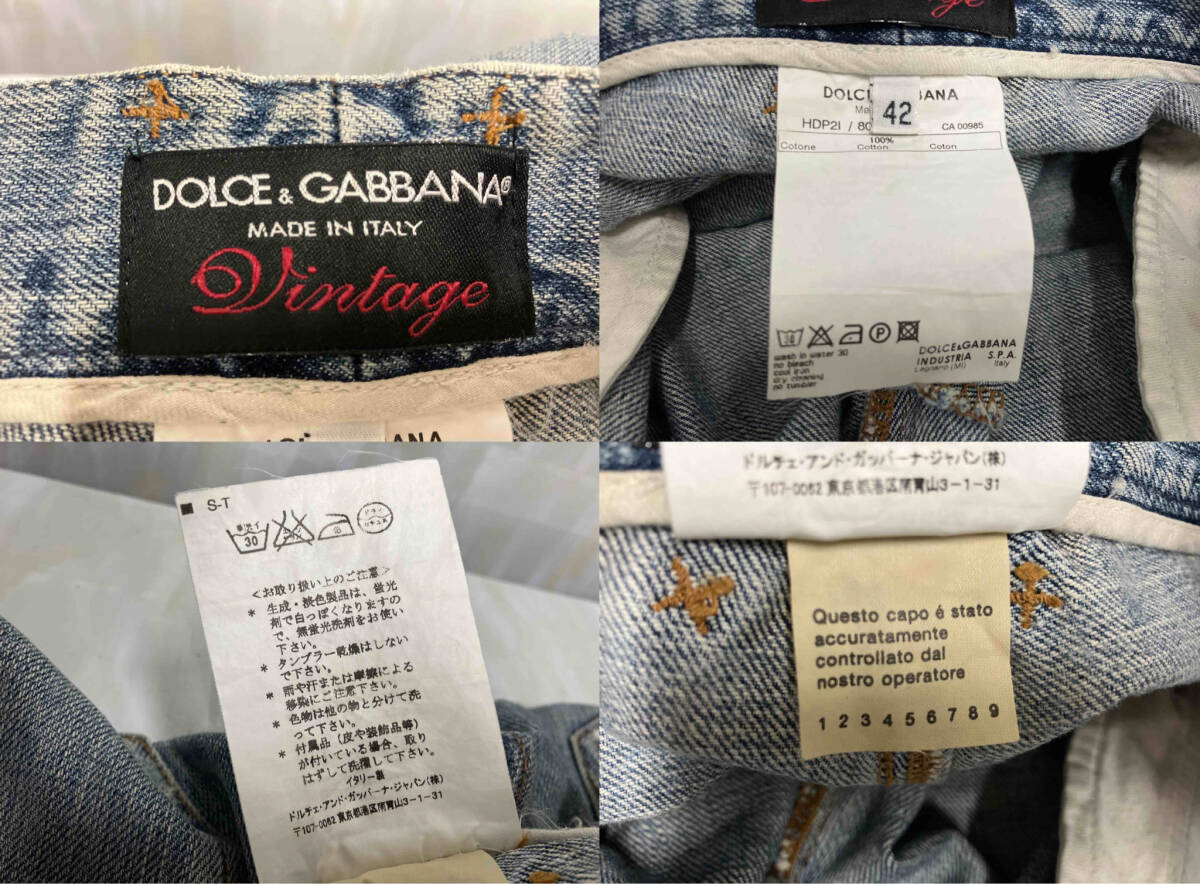 DOLCE & GABBANA®
MADE IN ITALY
Vintage
ANA
Vintage
DOLC BANA
42
HDP2I / 80
CA 00985
100%
Cotone Cotton Coton
30
wash in water 30
no bleach
cool iron
dry cleaning
no tumbler
P
DOLCE&GABBANA
INDUSTRIA S.P.A.
Legnano (MI) Italy
S-T
30
ドライ
<お取り扱い上のご注意>
* 生成・淡色製品は、蛍光
剤で白っぽくなりますの
で、無蛍光洗剤をお使い
下さい。
* タンブラー乾燥はしない
で下さい。
* 雨や汗または摩擦による
移染にご注意下さい。
* 色物は他の物と分けて洗
って下さい。
* 付属品(皮や装飾品等)
が付いている場合、取り
はずして洗濯して下さい。
イタリー製
ドルチェ・アンド・ガッバーナ・ジャパン(株)
〒107-0062 東京都港区南青山3-1-31
ドルチェ・アンド・ガッバーナ・ジャパン(株)
〒107-0062 東京都港区南青山3-1-31
Questo capo é stato
accuratamente
controllato dal
nostro operatore
1 2 3 4 5 6 7 8 9